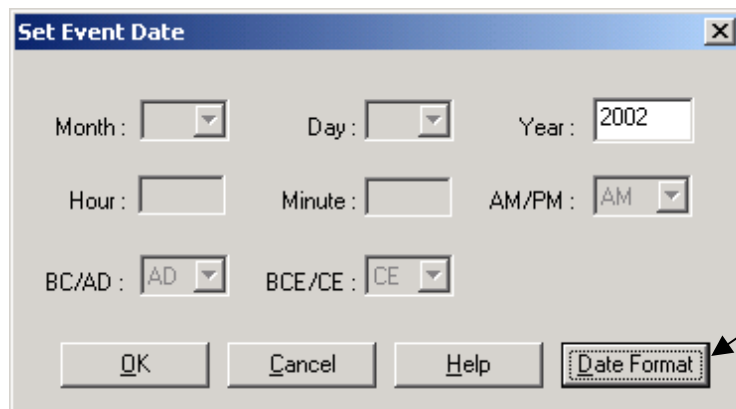 Set Event Date
Month : Day : Year : 2002
Hour : Minute : AM/PM : AM
BC/AD : AD BCE/CE : CE
OK Cancel Help Date Format